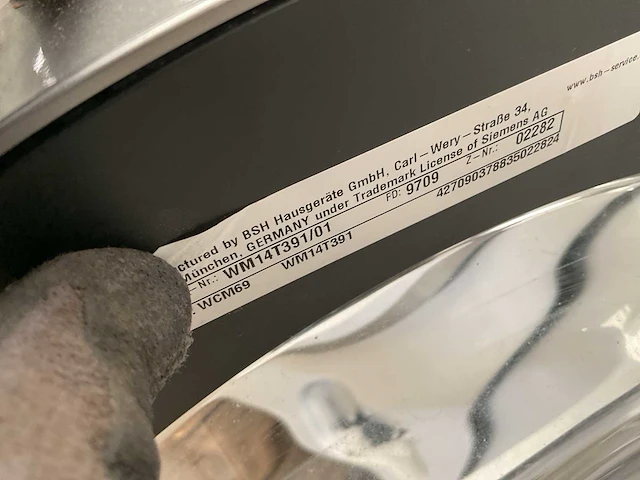 www.bsh-service.
ctured by BSH Hausgeräte GmbH, Carl-Wery-Straße 34,
München, GERMANY under Trademark License of Siemens AG
-Nr.: WM14T391/01 FD: 9709 Z-Nr.: 02282
WCM69 WM14T391 427090378835022824